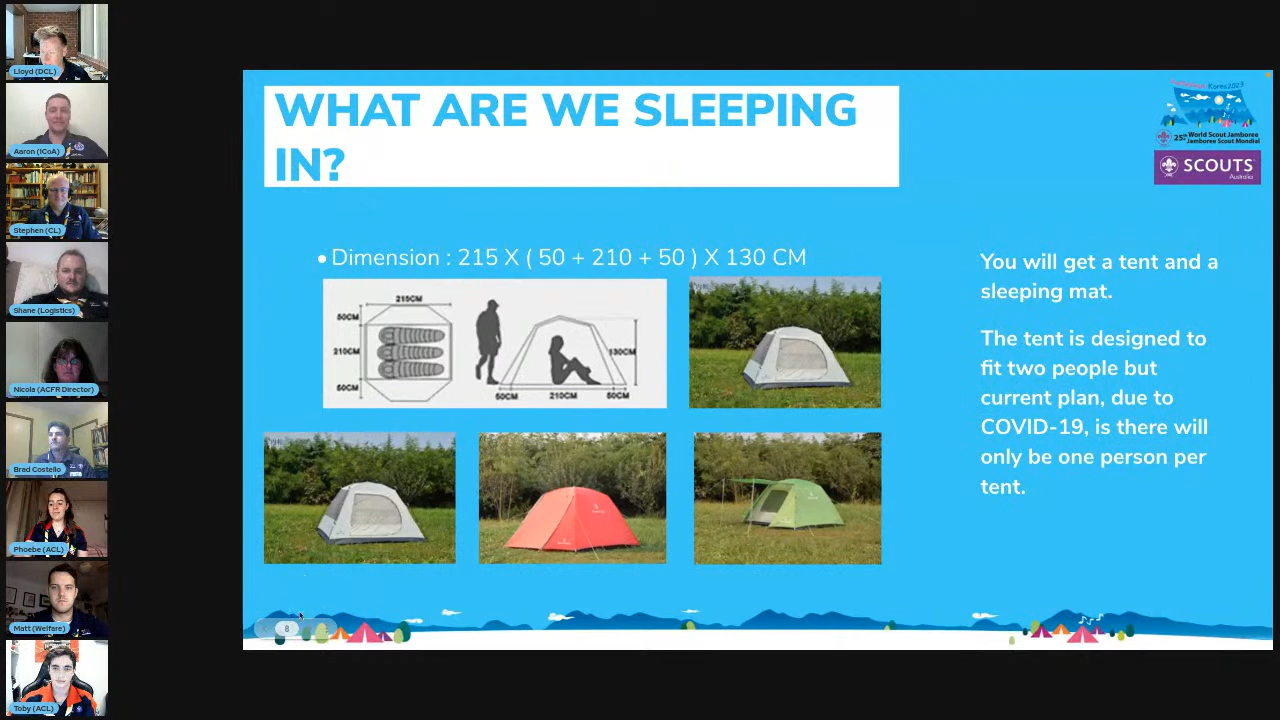 Lloyd (DCL)
Aaron (ICoA)
Stephen (CL)
Shane (Logistics)
Nicola (ACFR Director)
Brad Costello
Phoebe (ACL)
Matt (Welfare)
Toby (ACL)
WHAT ARE WE SLEEPING
IN?
Korea2023
25th World Scout Jamboree
Jamboree Scout Mondial
SCOUTS
Australia
• Dimension : 215 X ( 50 + 210 + 50 ) X 130 CM
215CM
50CM
210CM
50CM
130CM
50CM
210CM
50CM
You will get a tent and a
sleeping mat.
The tent is designed to
fit two people but
current plan, due to
COVID-19, is there will
only be one person per
tent.
8